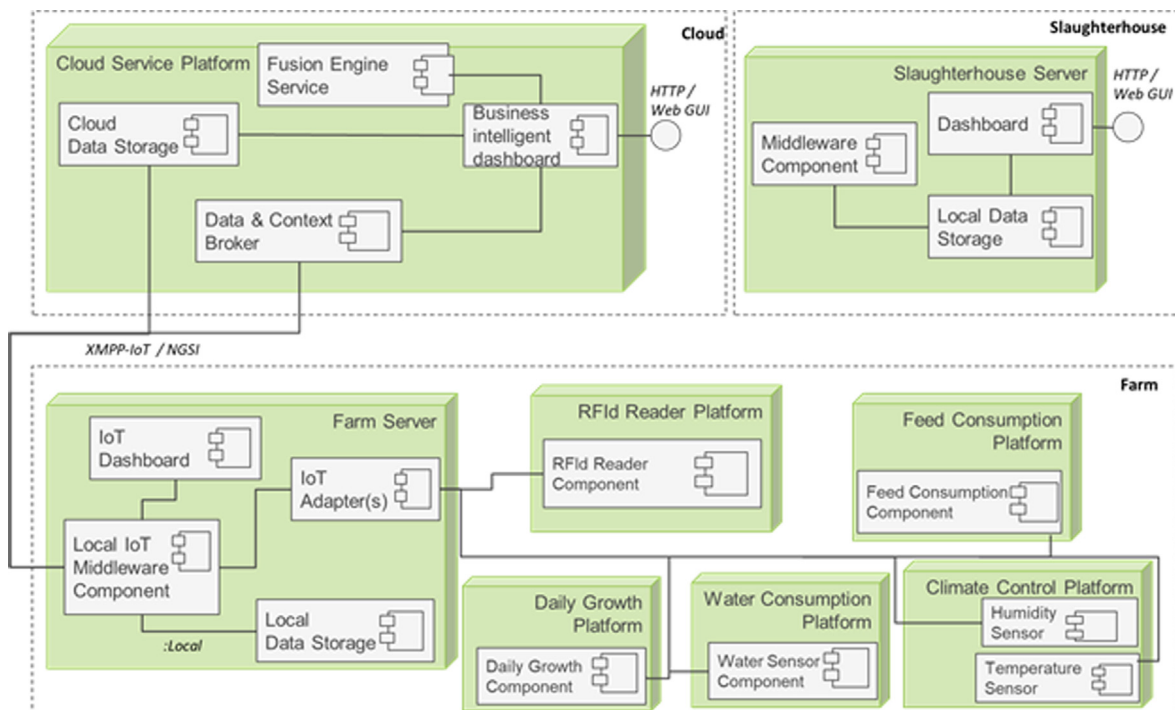 Cloud
Cloud Service Platform
Fusion Engine
Service
Cloud
Data Storage
Business
intelligent
dashboard
HTTP /
Web GUI
Data & Context
Broker
Slaughterhouse
Slaughterhouse Server
HTTP /
Web GUI
Dashboard
Middleware
Component
Local Data
Storage
XMPP-IoT / NGSI
Farm
Farm Server
IoT
Dashboard
IoT
Adapter(s)
Local IoT
Middleware
Component
Local
Data Storage
:Local
RFId Reader Platform
RFId Reader
Component
Feed Consumption
Platform
Feed Consumption
Component
Daily Growth
Platform
Daily Growth
Component
Water Consumption
Platform
Water Sensor
Component
Climate Control Platform
Humidity
Sensor
Temperature
Sensor